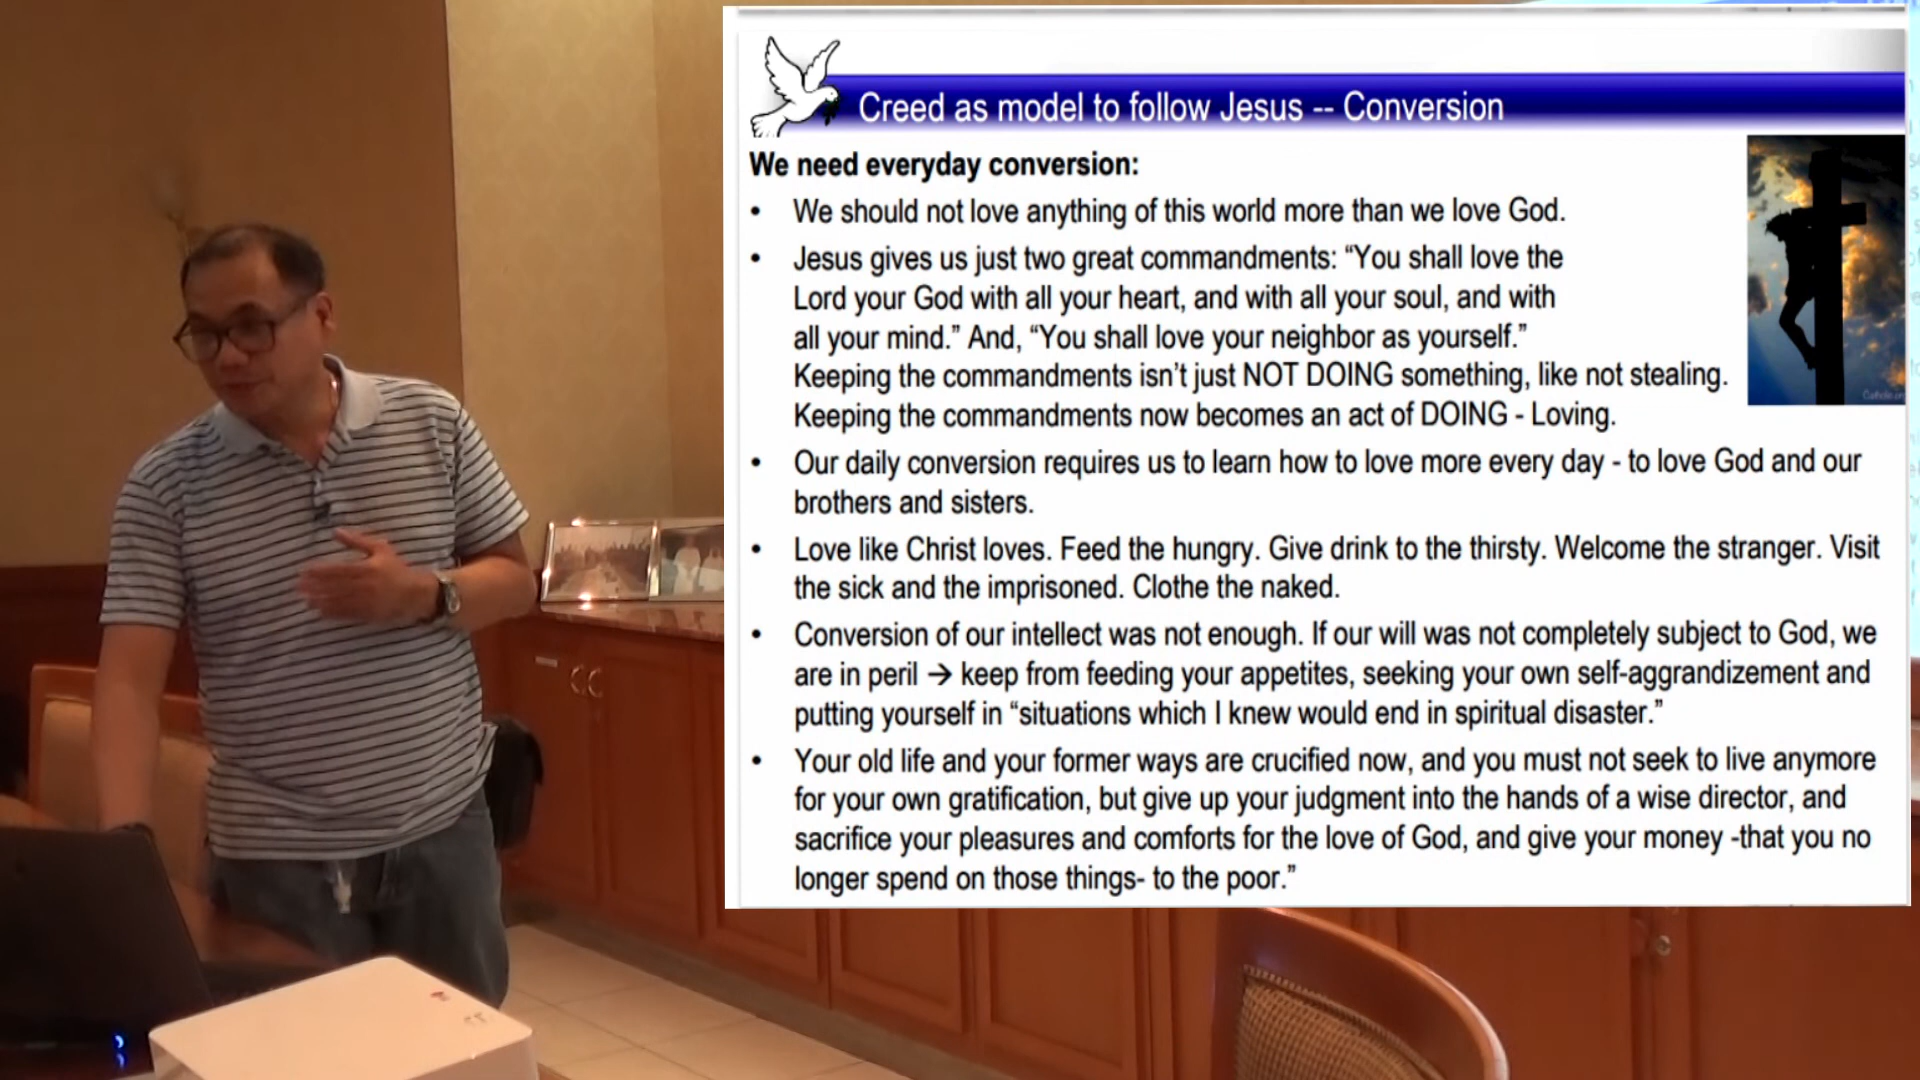 Creed as model to follow Jesus -- Conversion
We need everyday conversion:
• We should not love anything of this world more than we love God.
• Jesus gives us just two great commandments: “You shall love the
Lord your God with all your heart, and with all your soul, and with
all your mind.” And, “You shall love your neighbor as yourself.”
Keeping the commandments isn’t just NOT DOING something, like not stealing.
Keeping the commandments now becomes an act of DOING - Loving.
• Our daily conversion requires us to learn how to love more every day - to love God and our
brothers and sisters.
• Love like Christ loves. Feed the hungry. Give drink to the thirsty. Welcome the stranger. Visit
the sick and the imprisoned. Clothe the naked.
• Conversion of our intellect was not enough. If our will was not completely subject to God, we
are in peril → keep from feeding your appetites, seeking your own self-aggrandizement and
putting yourself in “situations which I knew would end in spiritual disaster.”
• Your old life and your former ways are crucified now, and you must not seek to live anymore
for your own gratification, but give up your judgment into the hands of a wise director, and
sacrifice your pleasures and comforts for the love of God, and give your money -that you no
longer spend on those things- to the poor.”